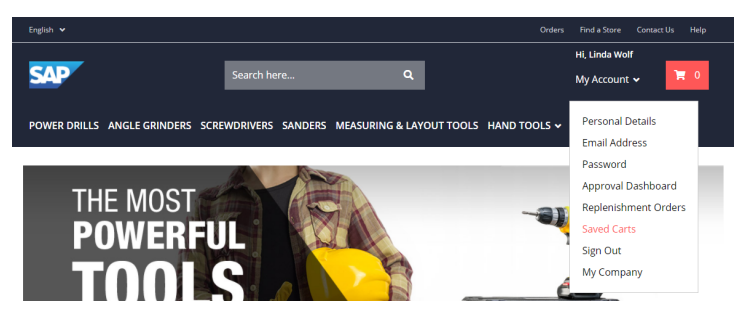 English
Orders Find a Store Contact Us Help
Hi, Linda Wolf
SAP
Search here...
My Account
0
POWER DRILLS ANGLE GRINDERS SCREWDRIVERS SANDERS MEASURING & LAYOUT TOOLS HAND TOOLS
Personal Details
Email Address
Password
Approval Dashboard
Replenishment Orders
Saved Carts
Sign Out
My Company
THE MOST
POWERFUL
TOOLS